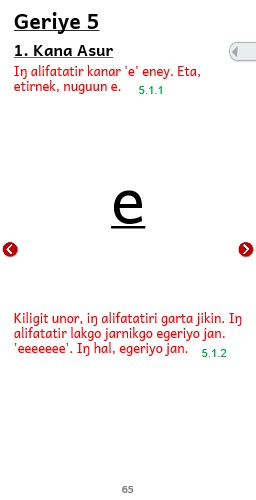 Geriye 5
1. Kana Asur
Iŋ alifatatir kanar 'e' eney. Eta,
etirnek, nuguun e. 5.1.1
e
Kiligit unor, iŋ alifatatiri garta jikin. Iŋ
alifatatir lakgo jarnikgo egeriyo jan.
'eeeeeee'. Iŋ hal, egeriyo jan. 5.1.2
65